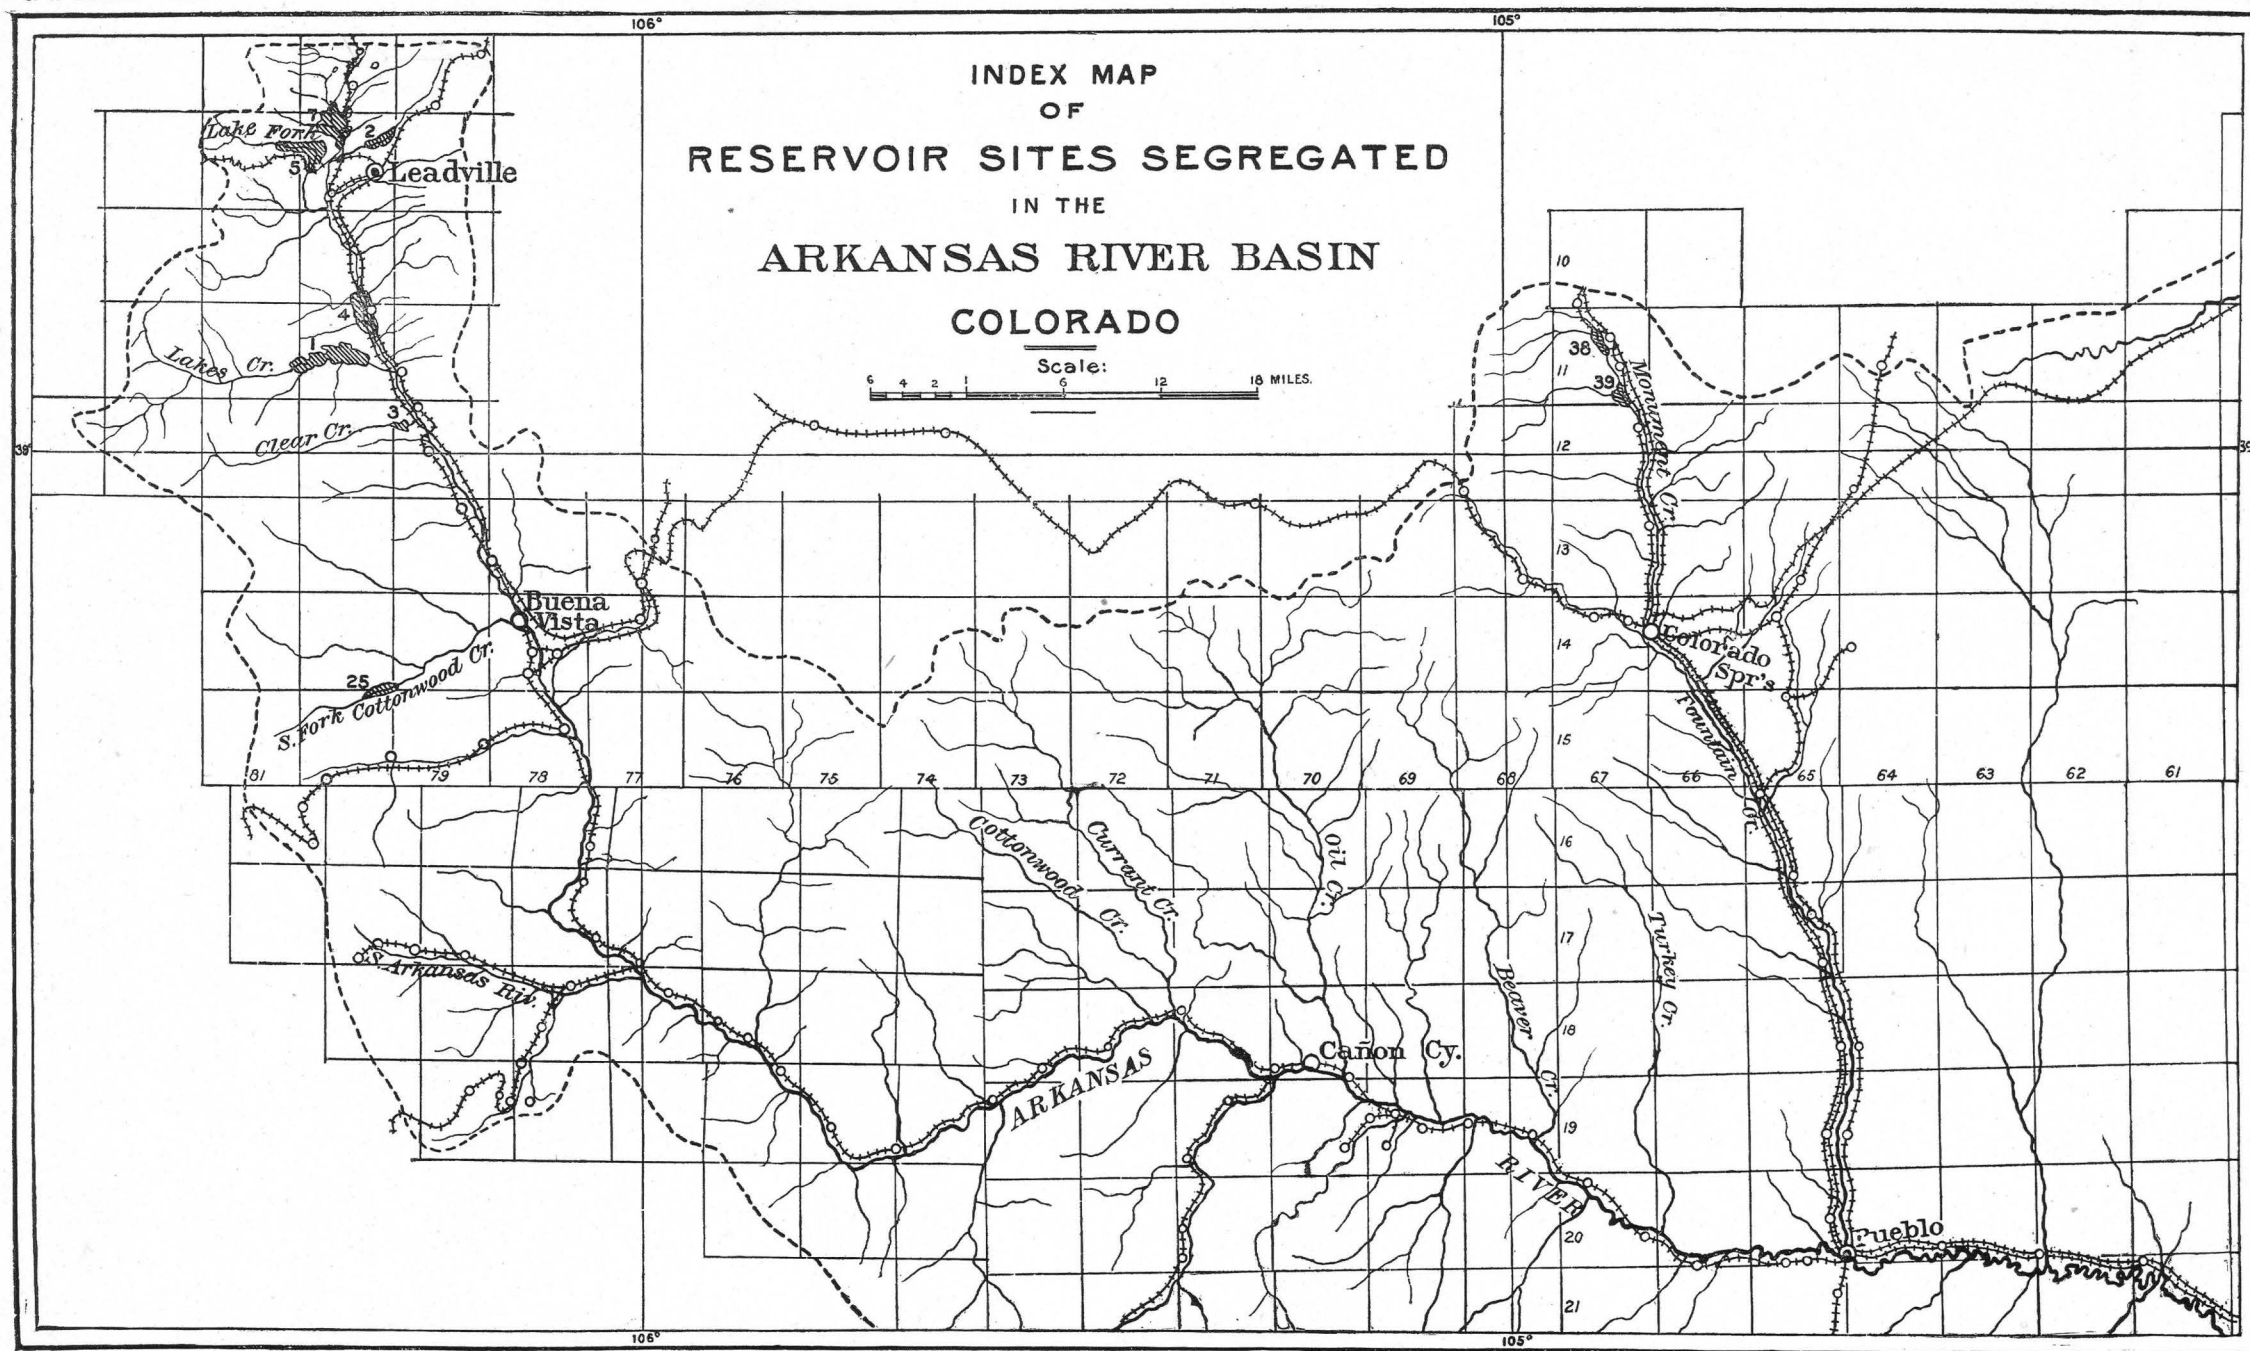 106°
105°
INDEX MAP
OF
RESERVOIR SITES SEGREGATED
IN THE
ARKANSAS RIVER BASIN
COLORADO
Scale:
6 4 2 1 6 12 18 MILES.
7
Lake Fork
2
5
Leadville
4
1
Lakes Cr.
3
Clear Cr.
39°
39
10
38
11
39
Monument Cr.
12
13
14
15
Buena
Vista
25
S. Fork Cottonwood Cr.
Colorado
Spr's
Fountain Cr.
81 79 78 77 76 75 74 73 72 71 70 69 68 67 66 65 64 63 62 61
Cottonwood Cr.
Currant Cr.
Oil Cr.
16
17
18
19
20
21
Turkey Cr.
Beaver Cr.
S. Arkansas Riv.
Cañon Cy.
ARKANSAS
RIVER
Pueblo
106°
105°